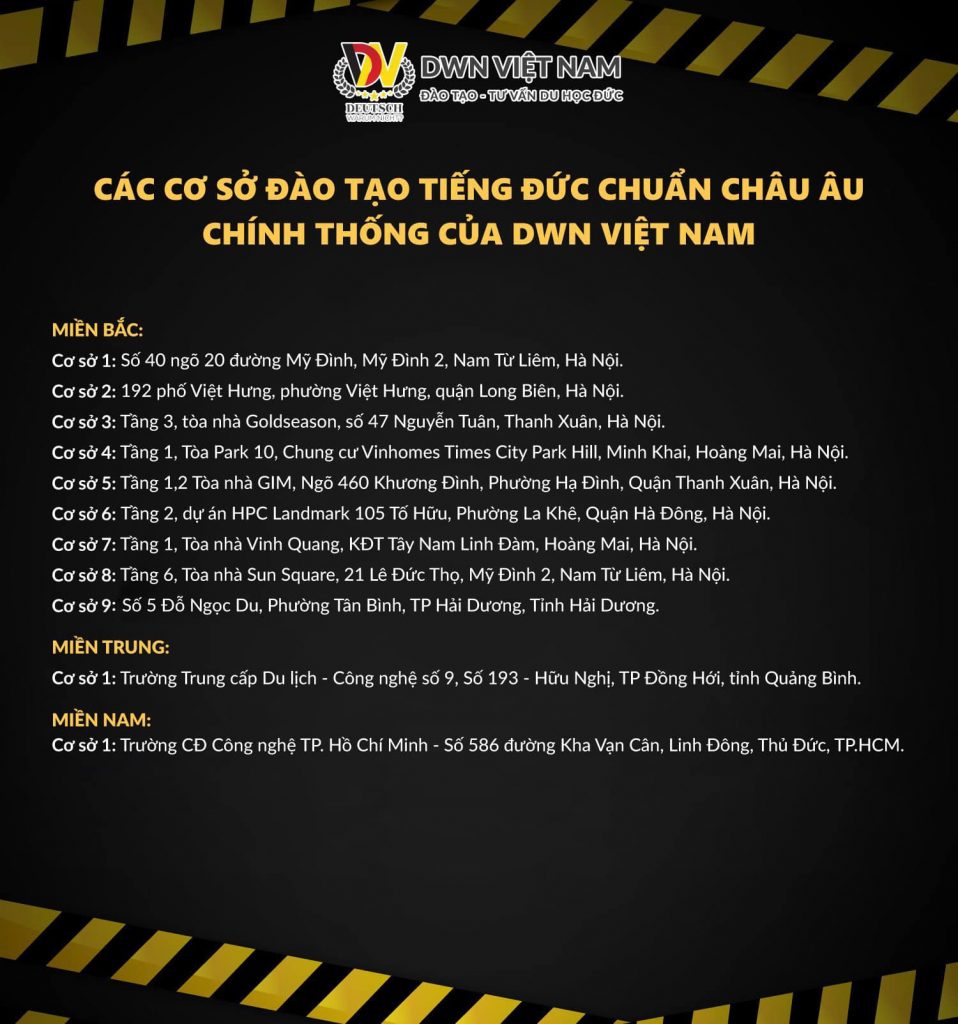 DV
DWN VIỆT NAM
ĐÀO TẠO - TƯ VẤN DU HỌC ĐỨC
DEUTSCH
WARUM NICHT?
CÁC CƠ SỞ ĐÀO TẠO TIẾNG ĐỨC CHUẨN CHÂU ÂU
CHÍNH THỐNG CỦA DWN VIỆT NAM
MIỀN BẮC:
Cơ sở 1: Số 40 ngõ 20 đường Mỹ Đình, Mỹ Đình 2, Nam Từ Liêm, Hà Nội.
Cơ sở 2: 192 phố Việt Hưng, phường Việt Hưng, quận Long Biên, Hà Nội.
Cơ sở 3: Tầng 3, tòa nhà Goldseason, số 47 Nguyễn Tuân, Thanh Xuân, Hà Nội.
Cơ sở 4: Tầng 1, Tòa Park 10, Chung cư Vinhomes Times City Park Hill, Minh Khai, Hoàng Mai, Hà Nội.
Cơ sở 5: Tầng 1,2 Tòa nhà GIM, Ngõ 460 Khương Đình, Phường Hạ Đình, Quận Thanh Xuân, Hà Nội.
Cơ sở 6: Tầng 2, dự án HPC Landmark 105 Tố Hữu, Phường La Khê, Quận Hà Đông, Hà Nội.
Cơ sở 7: Tầng 1, Tòa nhà Vinh Quang, KĐT Tây Nam Linh Đàm, Hoàng Mai, Hà Nội.
Cơ sở 8: Tầng 6, Tòa nhà Sun Square, 21 Lê Đức Thọ, Mỹ Đình 2, Nam Từ Liêm, Hà Nội.
Cơ sở 9: Số 5 Đỗ Ngọc Du, Phường Tân Bình, TP Hải Dương, Tỉnh Hải Dương.
MIỀN TRUNG:
Cơ sở 1: Trường Trung cấp Du lịch - Công nghệ số 9, Số 193 - Hữu Nghị, TP Đồng Hới, tỉnh Quảng Bình.
MIỀN NAM:
Cơ sở 1: Trường CĐ Công nghệ TP. Hồ Chí Minh - Số 586 đường Kha Vạn Cân, Linh Đông, Thủ Đức, TP.HCM.